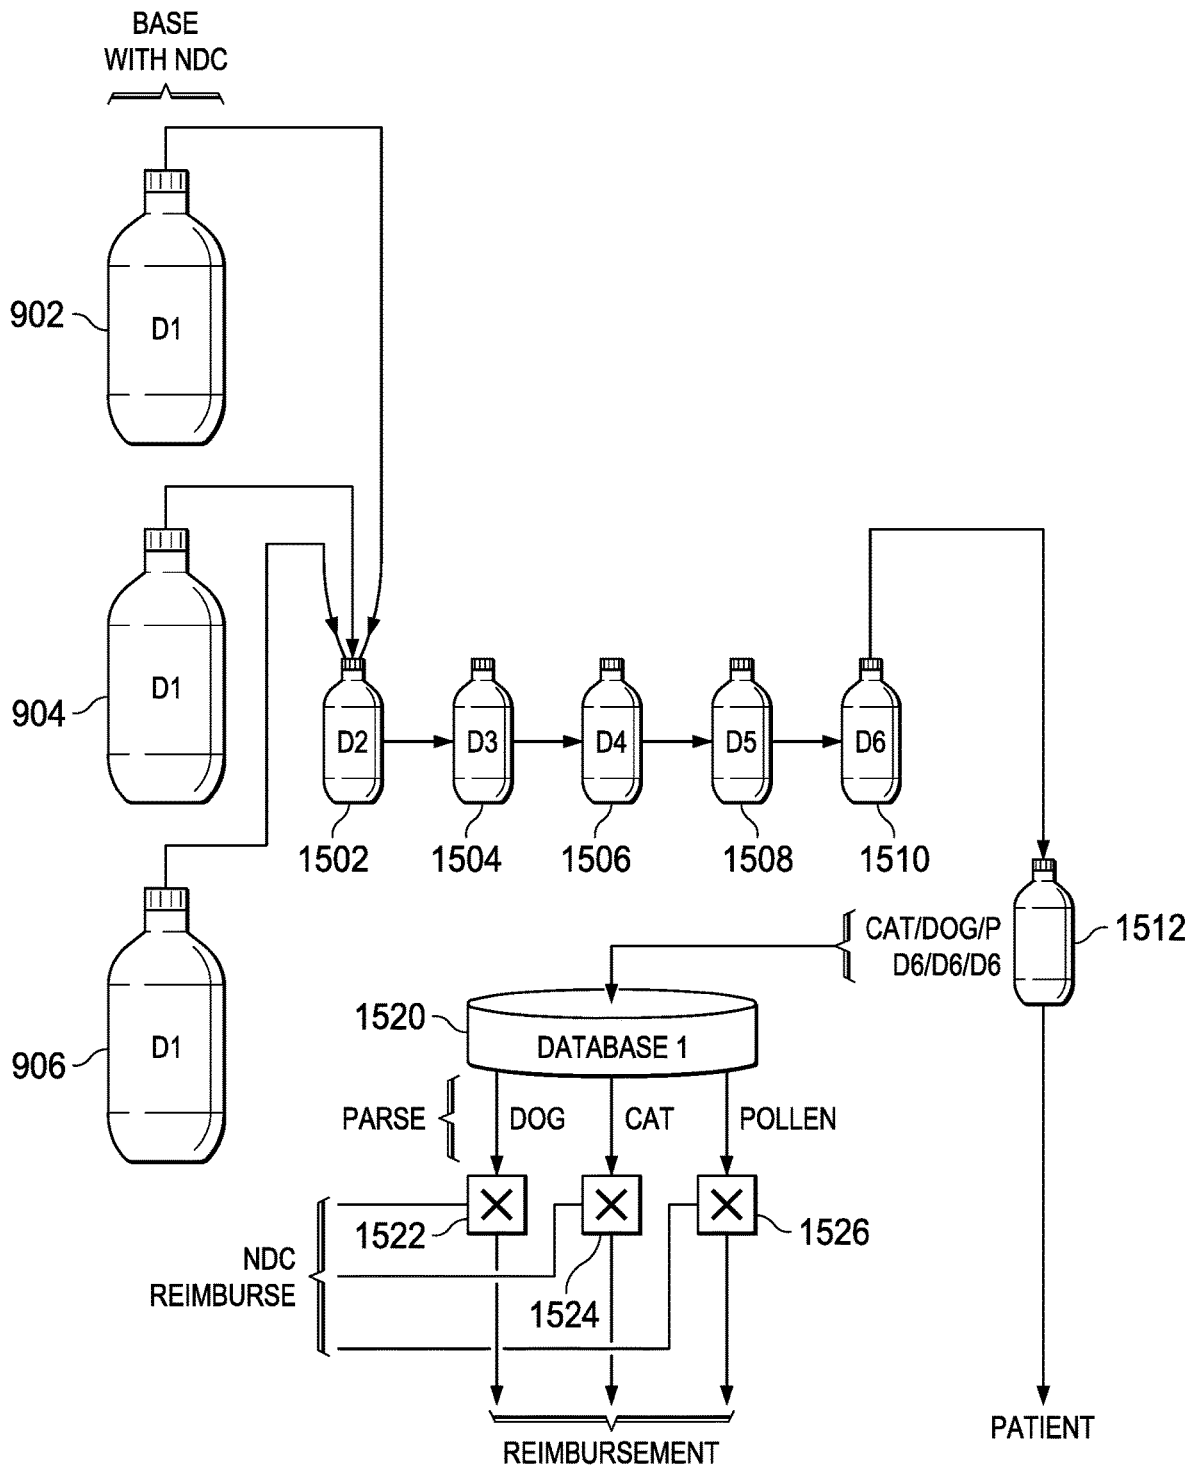 BASE
WITH NDC
902
D1
904
D1
906
D1
D2
D3
D4
D5
D6
1502
1504
1506
1508
1510
1512
CAT/DOG/P
D6/D6/D6
1520
DATABASE 1
PARSE
DOG
CAT
POLLEN
1522
1524
1526
NDC
REIMBURSE
REIMBURSEMENT
PATIENT